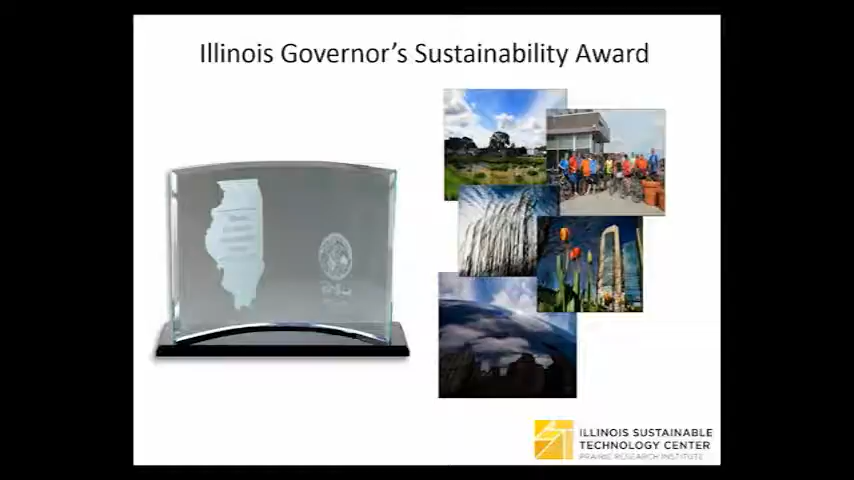 Illinois Governor's Sustainability Award
ILLINOIS SUSTAINABLE
TECHNOLOGY CENTER
PRAIRIE RESEARCH INSTITUTE